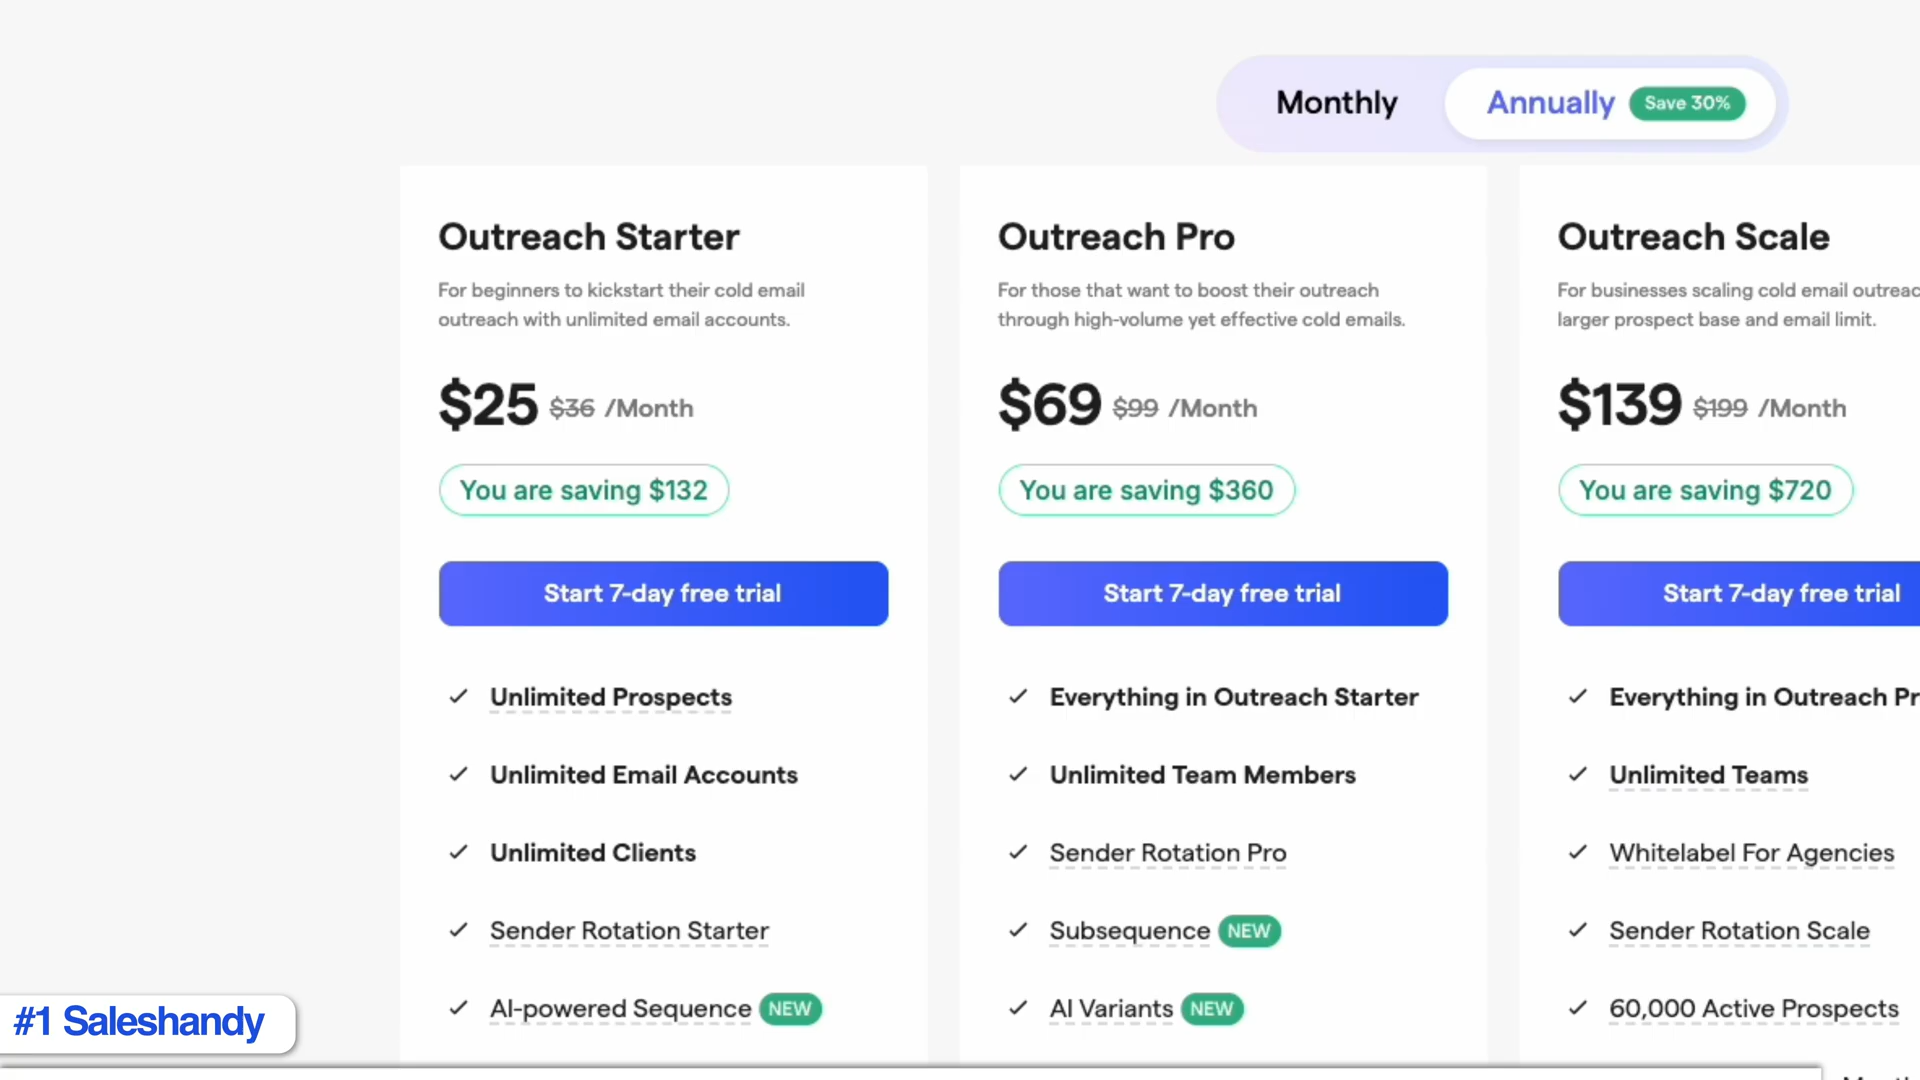 Monthly
Annually Save 30%
Outreach Starter
For beginners to kickstart their cold email
outreach with unlimited email accounts.
$25 $36 /Month
You are saving $132
Start 7-day free trial
Unlimited Prospects
Unlimited Email Accounts
Unlimited Clients
Sender Rotation Starter
AI-powered Sequence NEW
Outreach Pro
For those that want to boost their outreach
through high-volume yet effective cold emails.
$69 $99 /Month
You are saving $360
Start 7-day free trial
Everything in Outreach Starter
Unlimited Team Members
Sender Rotation Pro
Subsequence NEW
AI Variants NEW
Outreach Scale
For businesses scaling cold email outreac
larger prospect base and email limit.
$139 $199 /Month
You are saving $720
Start 7-day free trial
Everything in Outreach Pr
Unlimited Teams
Whitelabel For Agencies
Sender Rotation Scale
60,000 Active Prospects
#1 Saleshandy